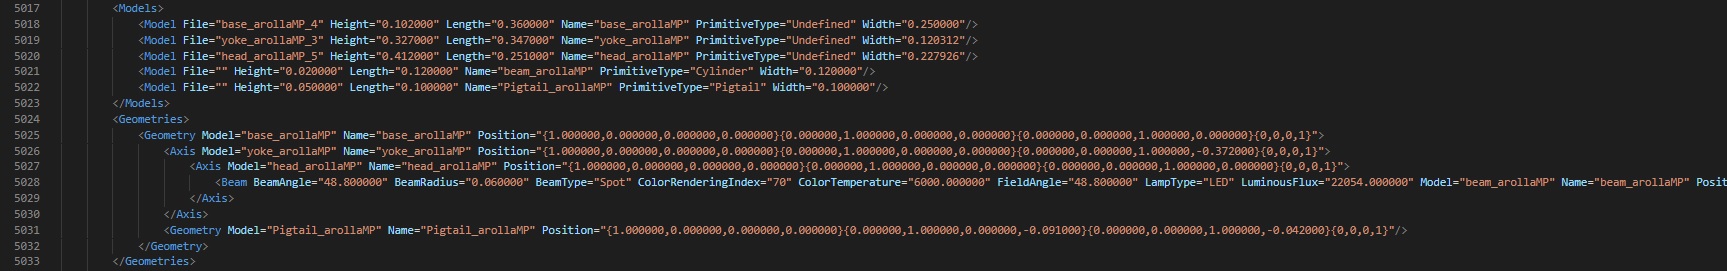 5017 <Models>
5018 <Model File="base_arollaMP_4" Height="0.102000" Length="0.360000" Name="base_arollaMP" PrimitiveType="Undefined" Width="0.250000"/>
5019 <Model File="yoke_arollaMP_3" Height="0.327000" Length="0.347000" Name="yoke_arollaMP" PrimitiveType="Undefined" Width="0.120312"/>
5020 <Model File="head_arollaMP_5" Height="0.412000" Length="0.251000" Name="head_arollaMP" PrimitiveType="Undefined" Width="0.227926"/>
5021 <Model File="" Height="0.020000" Length="0.120000" Name="beam_arollaMP" PrimitiveType="Cylinder" Width="0.120000"/>
5022 <Model File="" Height="0.050000" Length="0.100000" Name="Pigtail_arollaMP" PrimitiveType="Pigtail" Width="0.100000"/>
5023 </Models>
5024 <Geometries>
5025 <Geometry Model="base_arollaMP" Name="base_arollaMP" Position="{1.000000,0.000000,0.000000,0.000000}{0.000000,1.000000,0.000000,0.000000}{0.000000,0.000000,1.000000,0.000000}{0,0,0,1}">
5026 <Axis Model="yoke_arollaMP" Name="yoke_arollaMP" Position="{1.000000,0.000000,0.000000,0.000000}{0.000000,1.000000,0.000000,0.000000}{0.000000,0.000000,1.000000,-0.372000}{0,0,0,1}">
5027 <Axis Model="head_arollaMP" Name="head_arollaMP" Position="{1.000000,0.000000,0.000000,0.000000}{0.000000,1.000000,0.000000,0.000000}{0.000000,0.000000,1.000000,0.000000}{0,0,0,1}">
5028 <Beam BeamAngle="48.800000" BeamRadius="0.060000" BeamType="Spot" ColorRenderingIndex="70" ColorTemperature="6000.000000" FieldAngle="48.800000" LampType="LED" LuminousFlux="22054.000000" Model="beam_arollaMP" Name="beam_arollaMP" Posit
5029 </Axis>
5030 </Axis>
5031 <Geometry Model="Pigtail_arollaMP" Name="Pigtail_arollaMP" Position="{1.000000,0.000000,0.000000,0.000000}{0.000000,1.000000,0.000000,-0.091000}{0.000000,0.000000,1.000000,-0.042000}{0,0,0,1}"/>
5032 </Geometry>
5033 </Geometries>